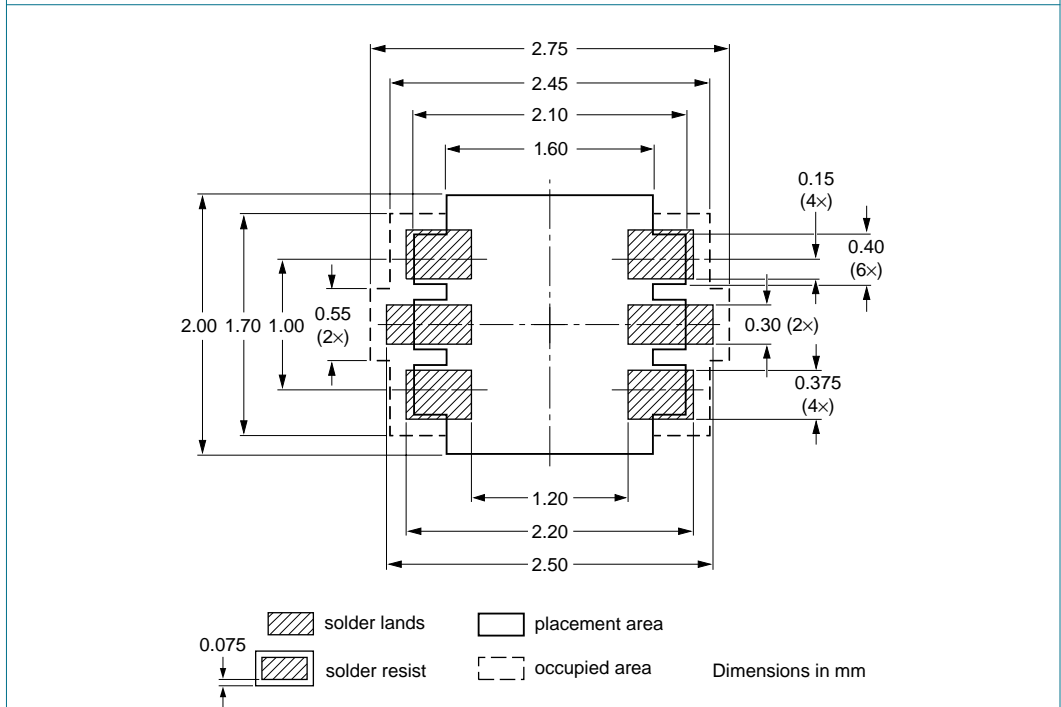 2.75
2.45
2.10
1.60
0.15
(4×)
0.40
(6×)
2.00 1.70 1.00 0.55
(2×)
0.30 (2×)
0.375
(4×)
1.20
2.20
2.50
solder lands
placement area
0.075
solder resist
occupied area
Dimensions in mm